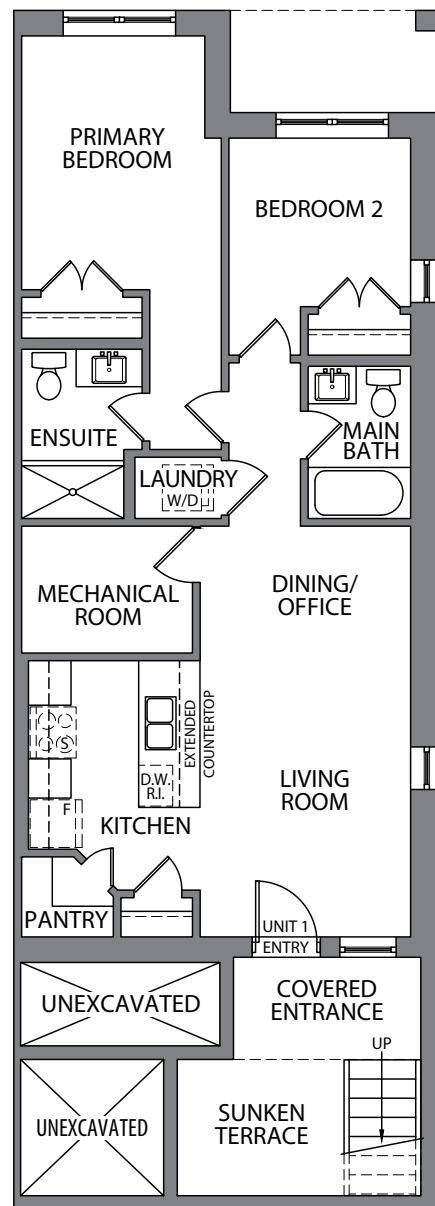 PRIMARY
BEDROOM
BEDROOM 2
ENSUITE
MAIN
BATH
LAUNDRY
W/D
MECHANICAL
ROOM
DINING/
OFFICE
EXTENDED
COUNTERTOP
S
D.W.
R.I.
F
LIVING
ROOM
KITCHEN
PANTRY
UNIT 1
ENTRY
UNEXCAVATED
COVERED
ENTRANCE
UP
UNEXCAVATED
SUNKEN
TERRACE